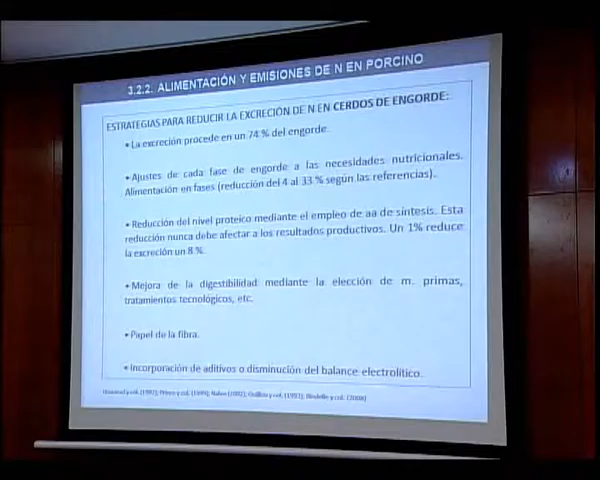 3.2.2. ALIMENTACIÓN Y EMISIONES DE N EN PORCINO
ESTRATEGIAS PARA REDUCIR LA EXCRECIÓN DE N EN CERDOS DE ENGORDE:
• La excreción procede en un 74 % del engorde.
• Ajustes de cada fase de engorde a las necesidades nutricionales.
Alimentación en fases (reducción del 4 al 33 % según las referencias).
• Reducción del nivel proteico mediante el empleo de aa de síntesis. Esta
reducción nunca debe afectar a los resultados productivos. Un 1% reduce
la excreción un 8 %.
• Mejora de la digestibilidad mediante la elección de m. primas,
tratamientos tecnológicos, etc.
• Papel de la fibra.
• Incorporación de aditivos o disminución del balance electrolítico.